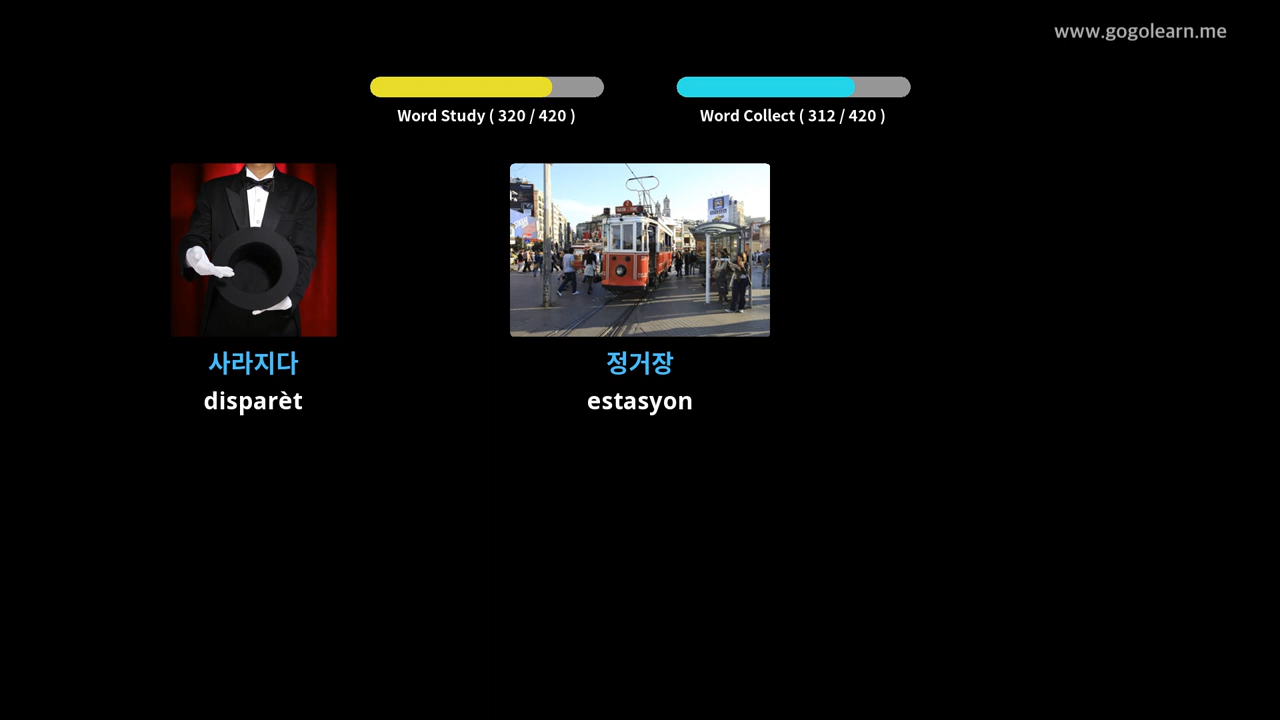 www.gogolearn.me
Word Study ( 320 / 420 )
Word Collect ( 312 / 420 )
사라지다
정거장
disparèt
estasyon